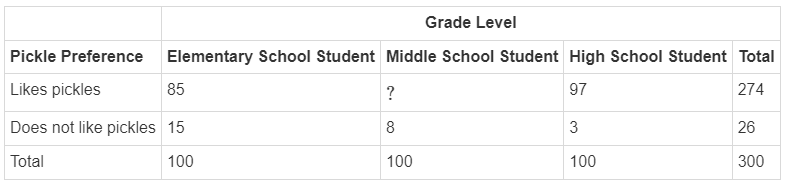 Grade Level
Pickle Preference Elementary School Student Middle School Student High School Student Total
Likes pickles 85 ? 97 274
Does not like pickles 15 8 3 26
Total 100 100 100 300